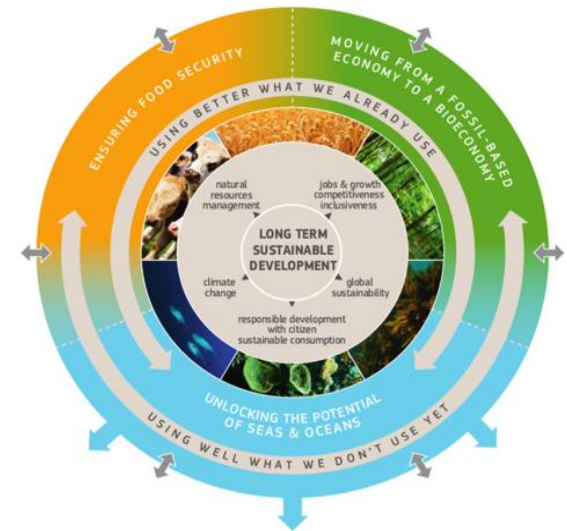 ENSURING FOOD SECURITY
MOVING FROM A FOSSIL-BASED
ECONOMY TO A BIOECONOMY
USING BETTER WHAT WE ALREADY USE
natural
resources
management
jobs & growth
competitiveness
inclusiveness
LONG TERM
SUSTAINABLE
DEVELOPMENT
climate
change
global
sustainability
responsible development
with citizen
sustainable consumption
UNLOCKING THE POTENTIAL
OF SEAS & OCEANS
USING WELL WHAT WE DON'T USE YET